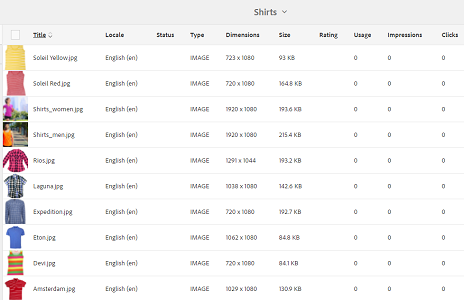 Shirts
Title Locale Status Type Dimensions Size Rating Usage Impressions Clicks
Soleil Yellow.jpg English (en) IMAGE 723 x 1080 93 KB 0 0 0
Soleil Red.jpg English (en) IMAGE 720 x 1080 164.8 KB 0 0 0
Shirts_women.jpg English (en) IMAGE 1920 x 1080 193.6 KB 0 0 0
Shirts_men.jpg English (en) IMAGE 1920 x 1080 215.4 KB 0 0 0
Rios.jpg English (en) IMAGE 1291 x 1044 193.2 KB 0 0 0
Laguna.jpg English (en) IMAGE 1038 x 1080 142.6 KB 0 0 0
Expedition.jpg English (en) IMAGE 720 x 1080 192.7 KB 0 0 0
Eton.jpg English (en) IMAGE 1062 x 1080 84.8 KB 0 0 0
Devi.jpg English (en) IMAGE 720 x 1080 84.1 KB 0 0 0
Amsterdam.jpg English (en) IMAGE 1029 x 1080 130.9 KB 0 0 0